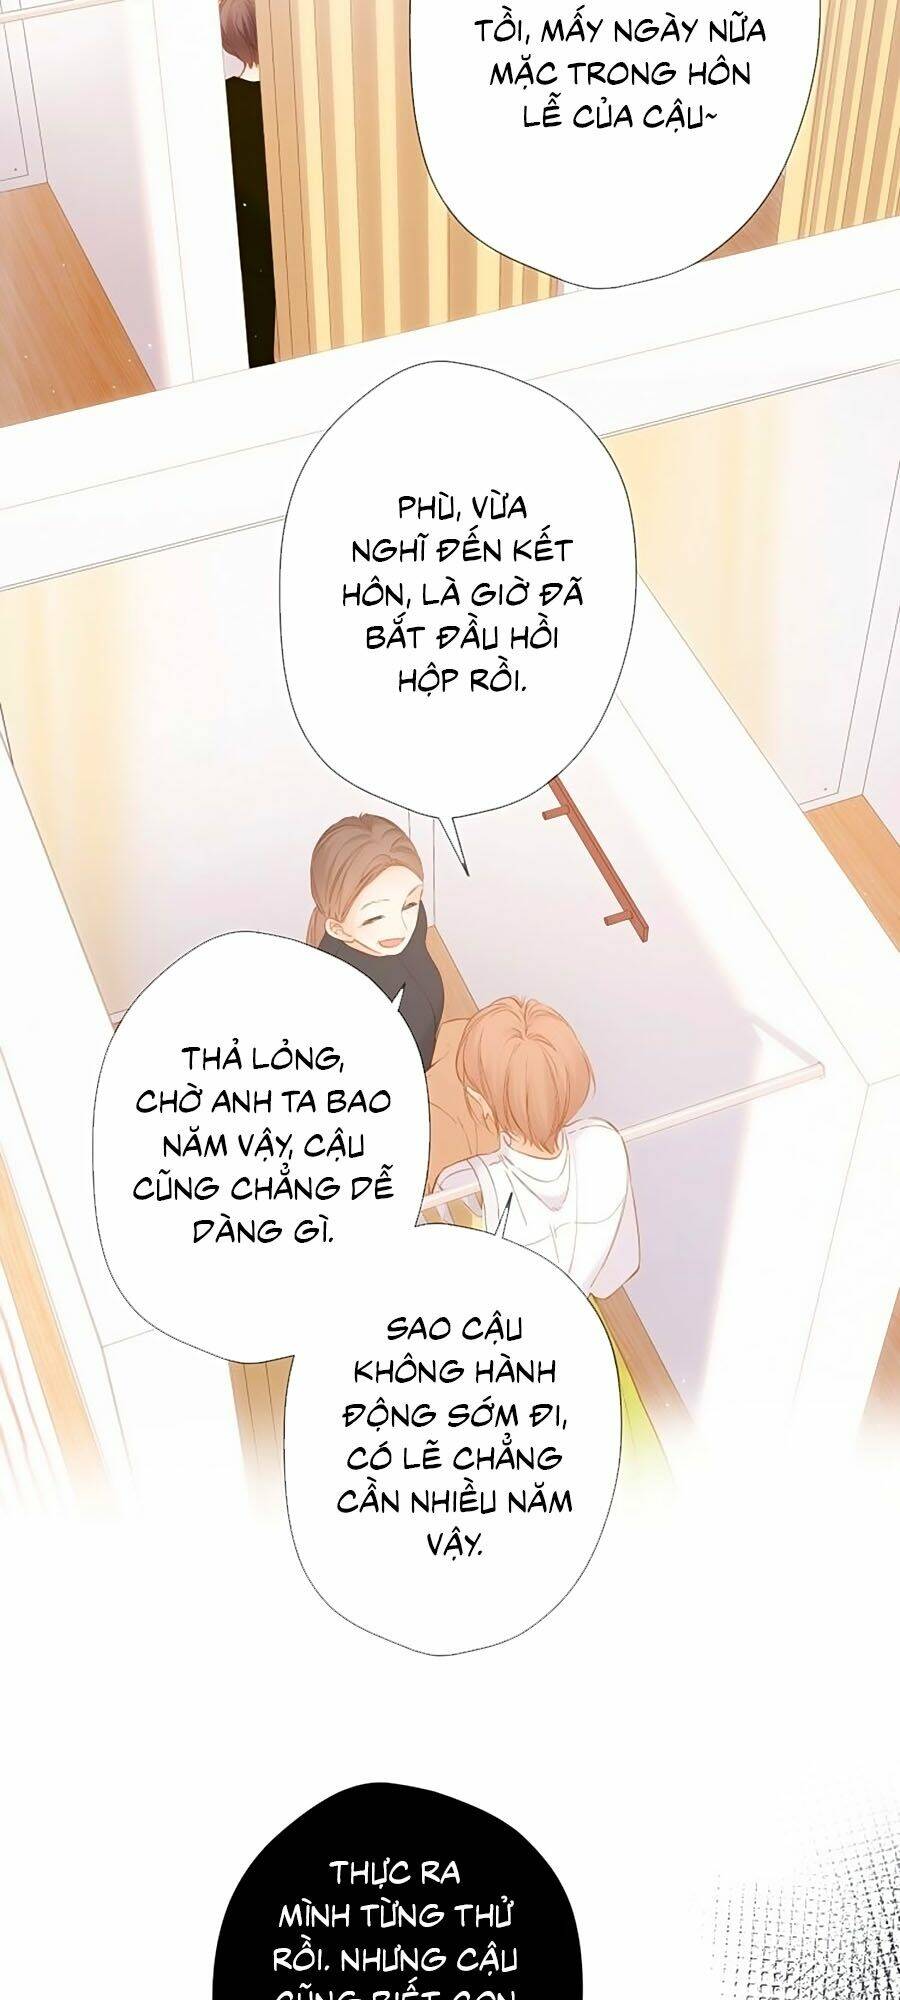 TỒI, MẤY NGÀY NỮA
MẶC TRONG HÔN
LỄ CỦA CẬU~
PHÙ, VỪA
NGHĨ ĐẾN KẾT
HÔN, LÀ GIỜ ĐÃ
BẮT ĐẦU HỒI
HỘP RỒI.
THẢ LỎNG,
CHỜ ANH TA BAO
NĂM VẬY, CẬU
CŨNG CHẲNG DỄ
DÀNG GÌ.
SAO CẬU
KHÔNG HÀNH
ĐỘNG SỚM ĐI,
CÓ LẼ CHẲNG
CẦN NHIỀU NĂM
VẬY.
THỰC RA
MÌNH TỪNG THỬ
RỒI. NHƯNG CẬU
CŨNG BIẾT CON